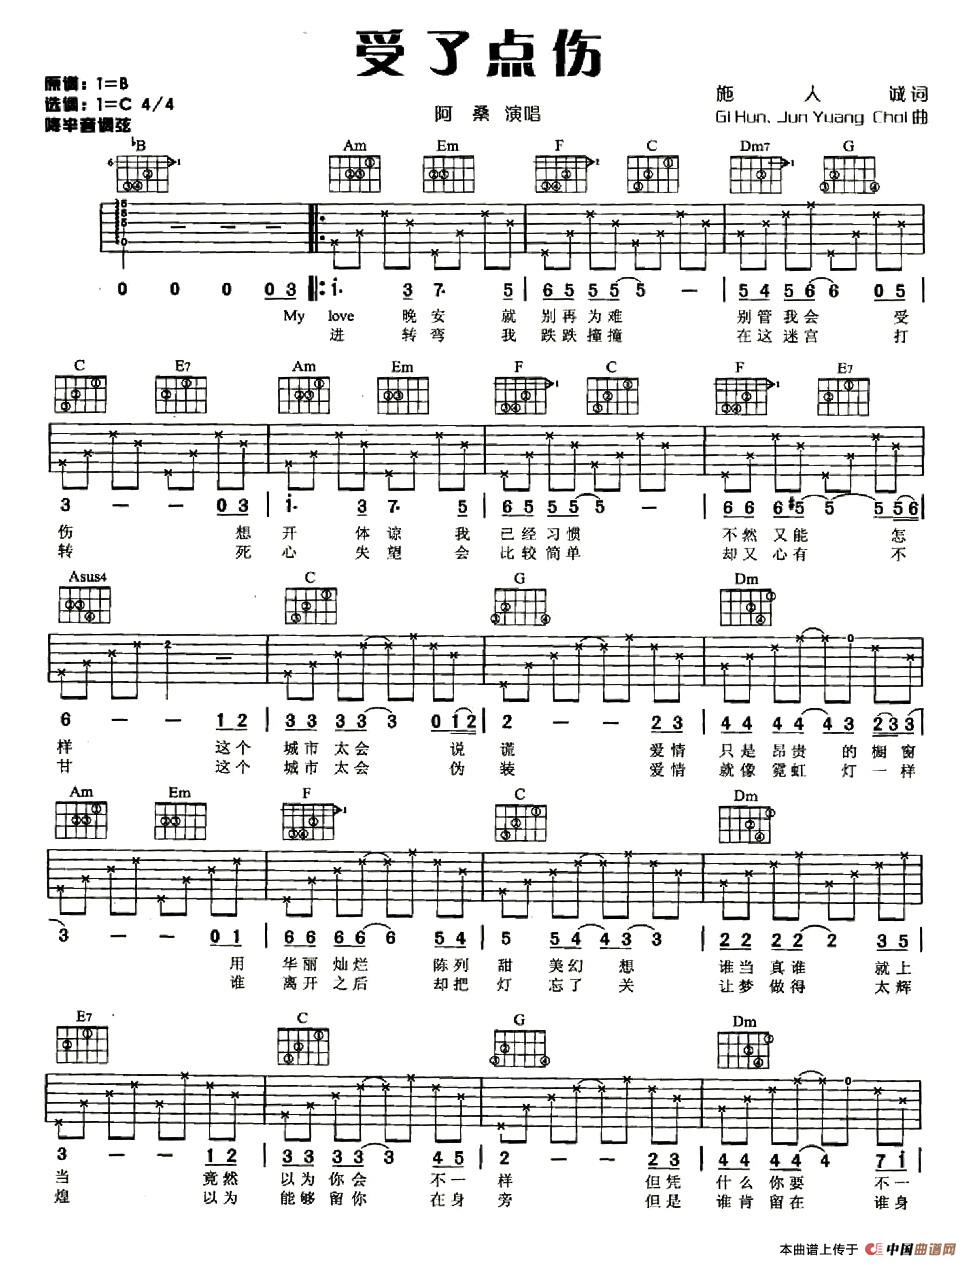 受了点伤
原调：1=B
选调：1=C 4/4
降半音调弦
施 人 诚 词
阿 桑 演唱
Gi Hun、Jun Yuang Choi 曲
♭B Am Em F C Dm7 G
0 0 0 0 3 1· 3 7· 5 6 5 5 5 5 5 — 5 4 5 6 6 6 0 5
My love 晚 安 就 别 再 为 难 别 管 我 会 受
进 转 弯 我 跌 跌 撞 撞 在 这 迷 宫 打
C E7 Am Em F C F E7
3 — — 0 3 1· 3 7· 5 6 5 5 5 5 5 — 6 6 6 #5 5 5 5 6
伤 想 开 体 谅 我 已 经 习 惯 不 然 又 能 怎
转 死 心 失 望 会 比 较 简 单 却 又 心 有 不
Asus4 C G Dm
6 — — 1 2 3 3 3 3 3 0 1 2 2 — — 2 3 4 4 4 4 4 3 2 3 3
样 这 个 城 市 太 会 说 谎 爱 情 只 是 昂 贵 的 橱 窗
甘 这 个 城 市 太 会 伪 装 爱 情 就 像 霓 虹 灯 一 样
Am Em F C Dm
3 — — 0 1 6 6 6 6 6 5 4 5 5 4 4 3 3 2 2 2 2 2 3 5
用 华 丽 灿 烂 陈 列 甜 美 幻 想 谁 当 真 谁 就 上
谁 离 开 之 后 却 把 灯 忘 了 关 让 梦 做 得 太 辉
E7 C G Dm
3 — — 1 2 3 3 3 3 3 4 5 2 — — 2 3 4 4 4 4 4 7 1
当 竟 然 以 为 你 会 不 一 样 但 凭 什 么 你 要 不 一
煌 以 为 能 够 留 你 在 身 旁 但 是 谁 肯 留 在 谁 身
本曲谱上传于 中国曲谱网